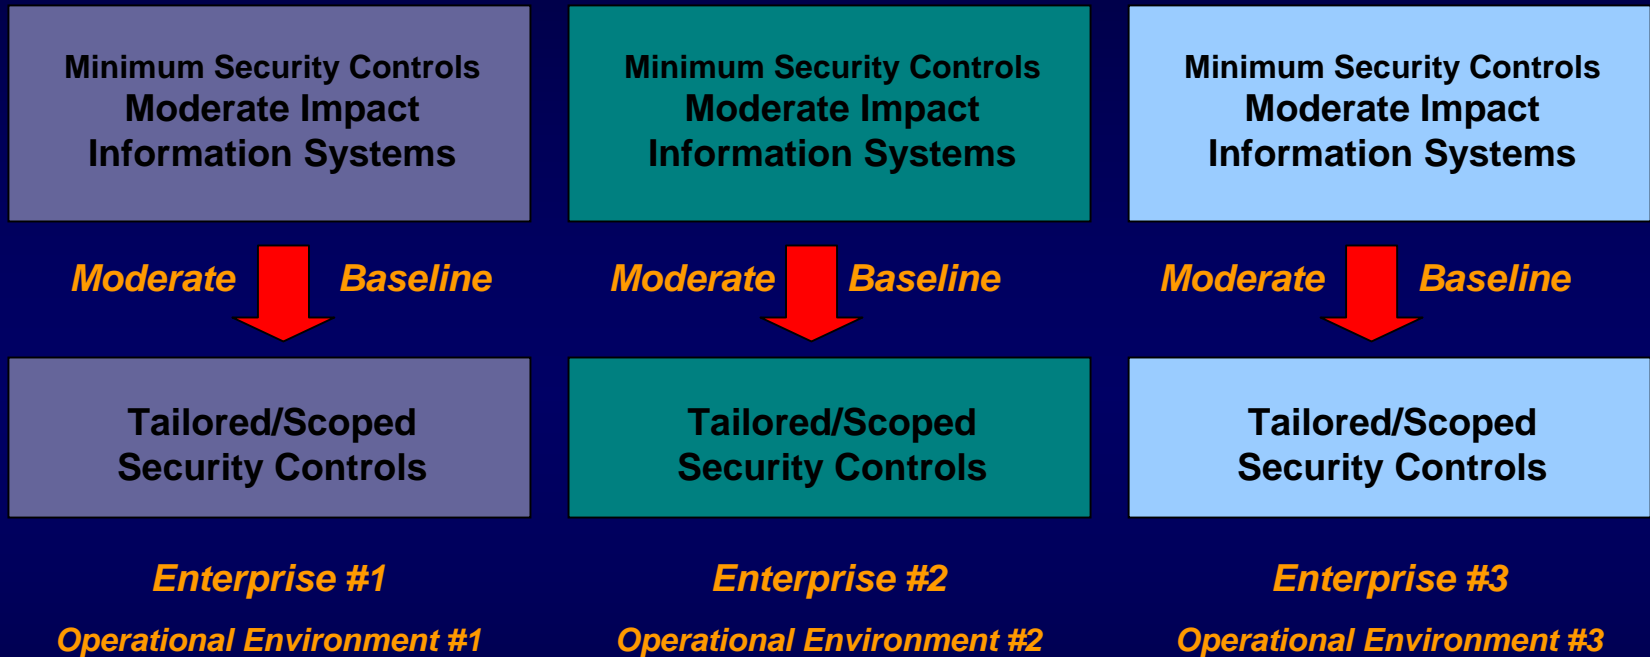 Minimum Security Controls
Moderate Impact
Information Systems
Minimum Security Controls
Moderate Impact
Information Systems
Minimum Security Controls
Moderate Impact
Information Systems
Moderate Baseline
Moderate Baseline
Moderate Baseline
Tailored/Scoped
Security Controls
Tailored/Scoped
Security Controls
Tailored/Scoped
Security Controls
Enterprise #1
Enterprise #2
Enterprise #3
Operational Environment #1
Operational Environment #2
Operational Environment #3